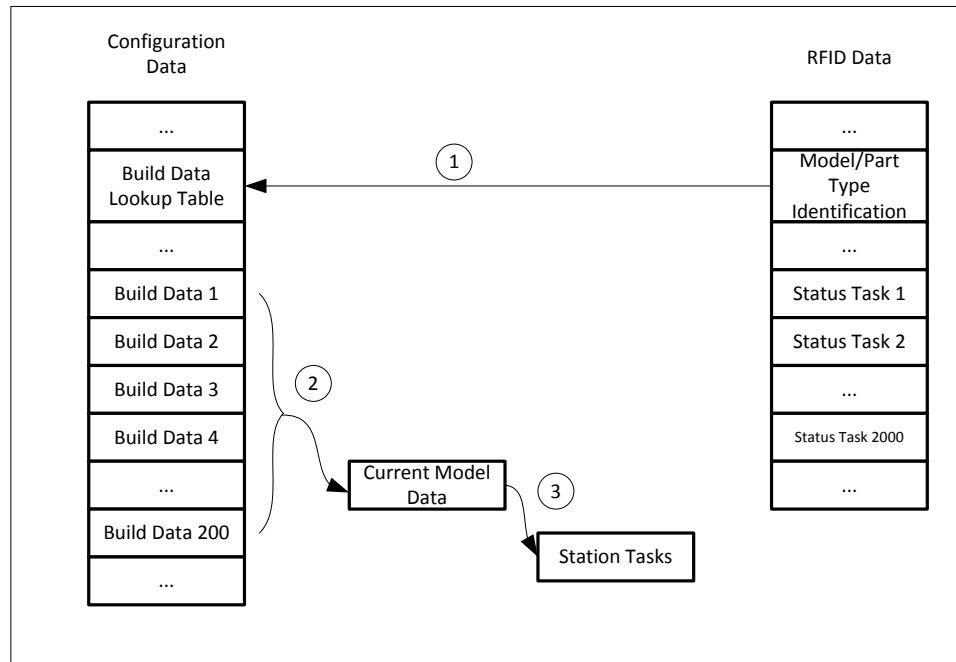 Configuration
Data
...
Build Data
Lookup Table
...
Build Data 1
Build Data 2
Build Data 3
Build Data 4
...
Build Data 200
...
1
2
Current Model
Data
3
Station Tasks
RFID Data
...
Model/Part
Type
Identification
...
Status Task 1
Status Task 2
...
Status Task 2000
...